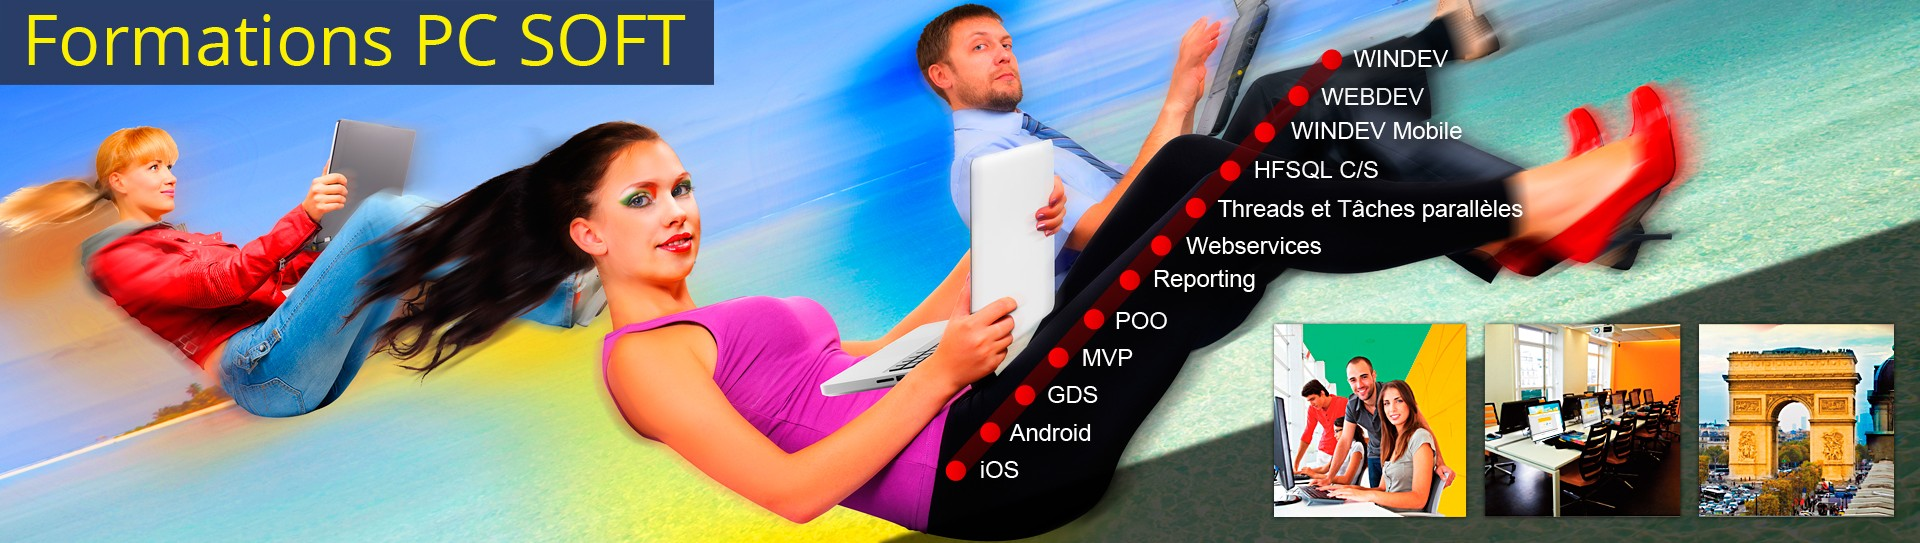 Formations PC SOFT
WINDEV
WEBDEV
WINDEV Mobile
HFSQL C/S
Threads et Tâches parallèles
Webservices
Reporting
POO
MVP
GDS
Android
iOS